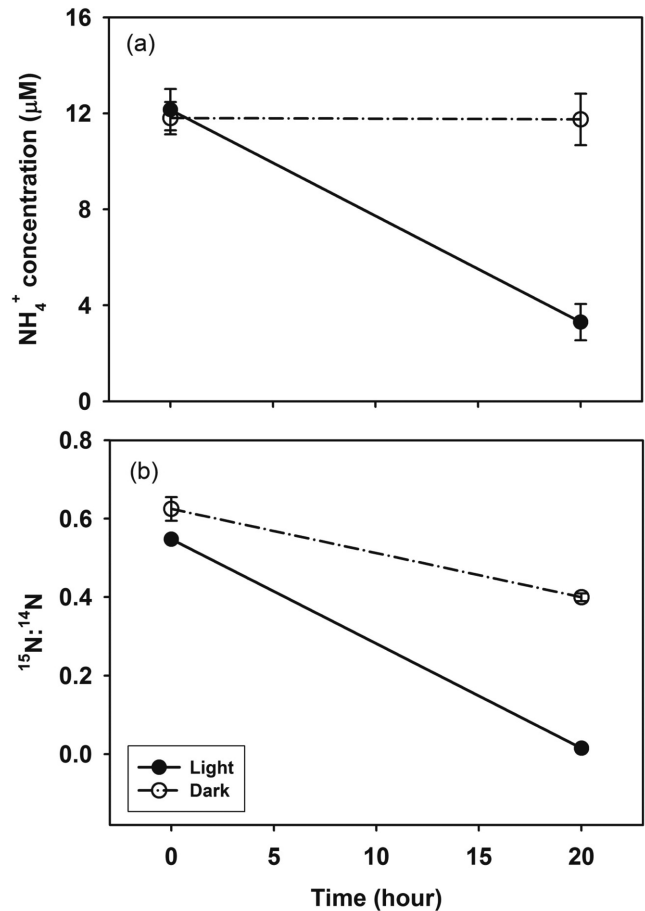 16
(a)
12
8
4
0
NH₄⁺ concentration (μM)
0.8
(b)
0.6
0.4
0.2
0.0
¹⁵N:¹⁴N
Light
Dark
0 5 10 15 20
Time (hour)